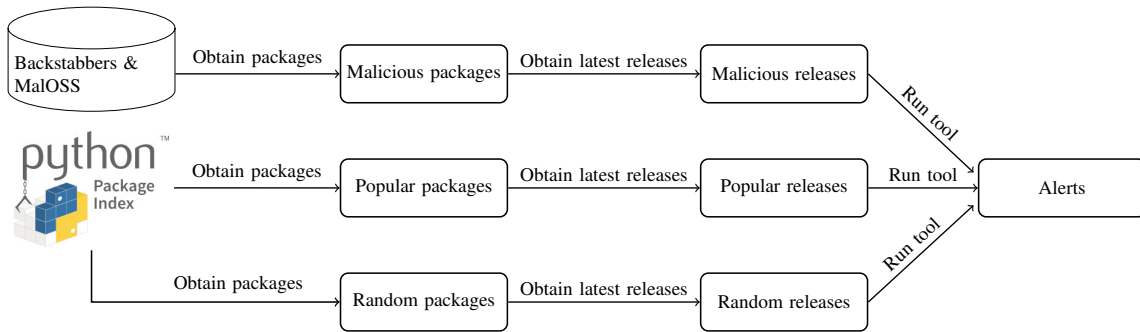 Backstabbers &
MalOSS
Obtain packages
Malicious packages
Obtain latest releases
Malicious releases
Run tool
python™
Package
Index
Obtain packages
Popular packages
Obtain latest releases
Popular releases
Run tool
Alerts
Obtain packages
Random packages
Obtain latest releases
Random releases
Run tool